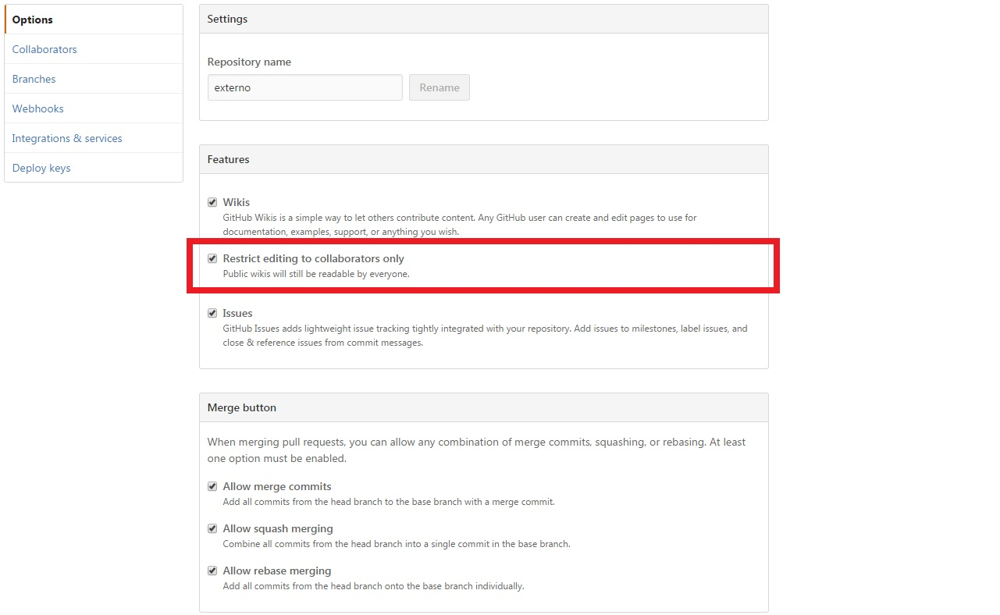 Options
Collaborators
Branches
Webhooks
Integrations & services
Deploy keys
Settings
Repository name
externo
Rename
Features
Wikis
GitHub Wikis is a simple way to let others contribute content. Any GitHub user can create and edit pages to use for
documentation, examples, support, or anything you wish.
Restrict editing to collaborators only
Public wikis will still be readable by everyone.
Issues
GitHub Issues adds lightweight issue tracking tightly integrated with your repository. Add issues to milestones, label issues, and
close & reference issues from commit messages.
Merge button
When merging pull requests, you can allow any combination of merge commits, squashing, or rebasing. At least
one option must be enabled.
Allow merge commits
Add all commits from the head branch to the base branch with a merge commit.
Allow squash merging
Combine all commits from the head branch into a single commit in the base branch.
Allow rebase merging
Add all commits from the head branch onto the base branch individually.